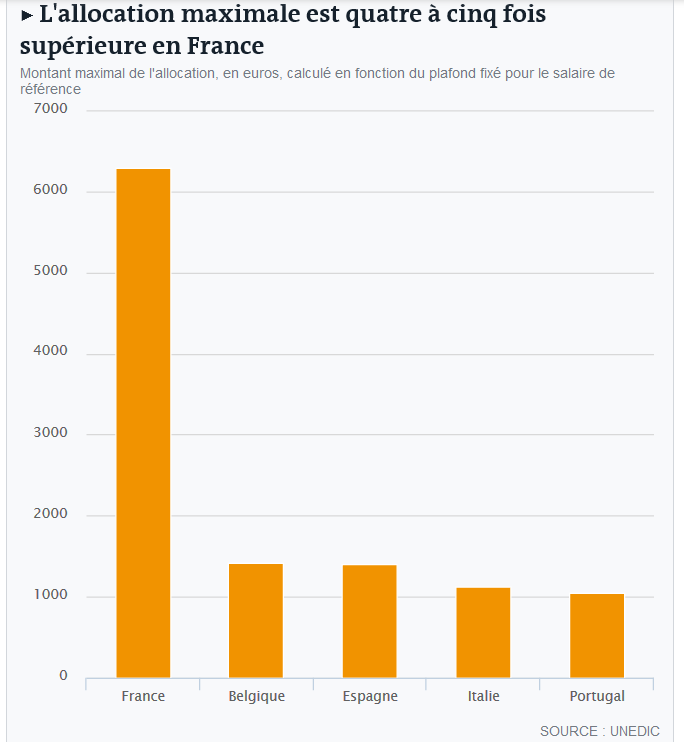 ► L'allocation maximale est quatre à cinq fois
supérieure en France
Montant maximal de l'allocation, en euros, calculé en fonction du plafond fixé pour le salaire de
référence
7000
6000
5000
4000
3000
2000
1000
0
France Belgique Espagne Italie Portugal
SOURCE : UNEDIC